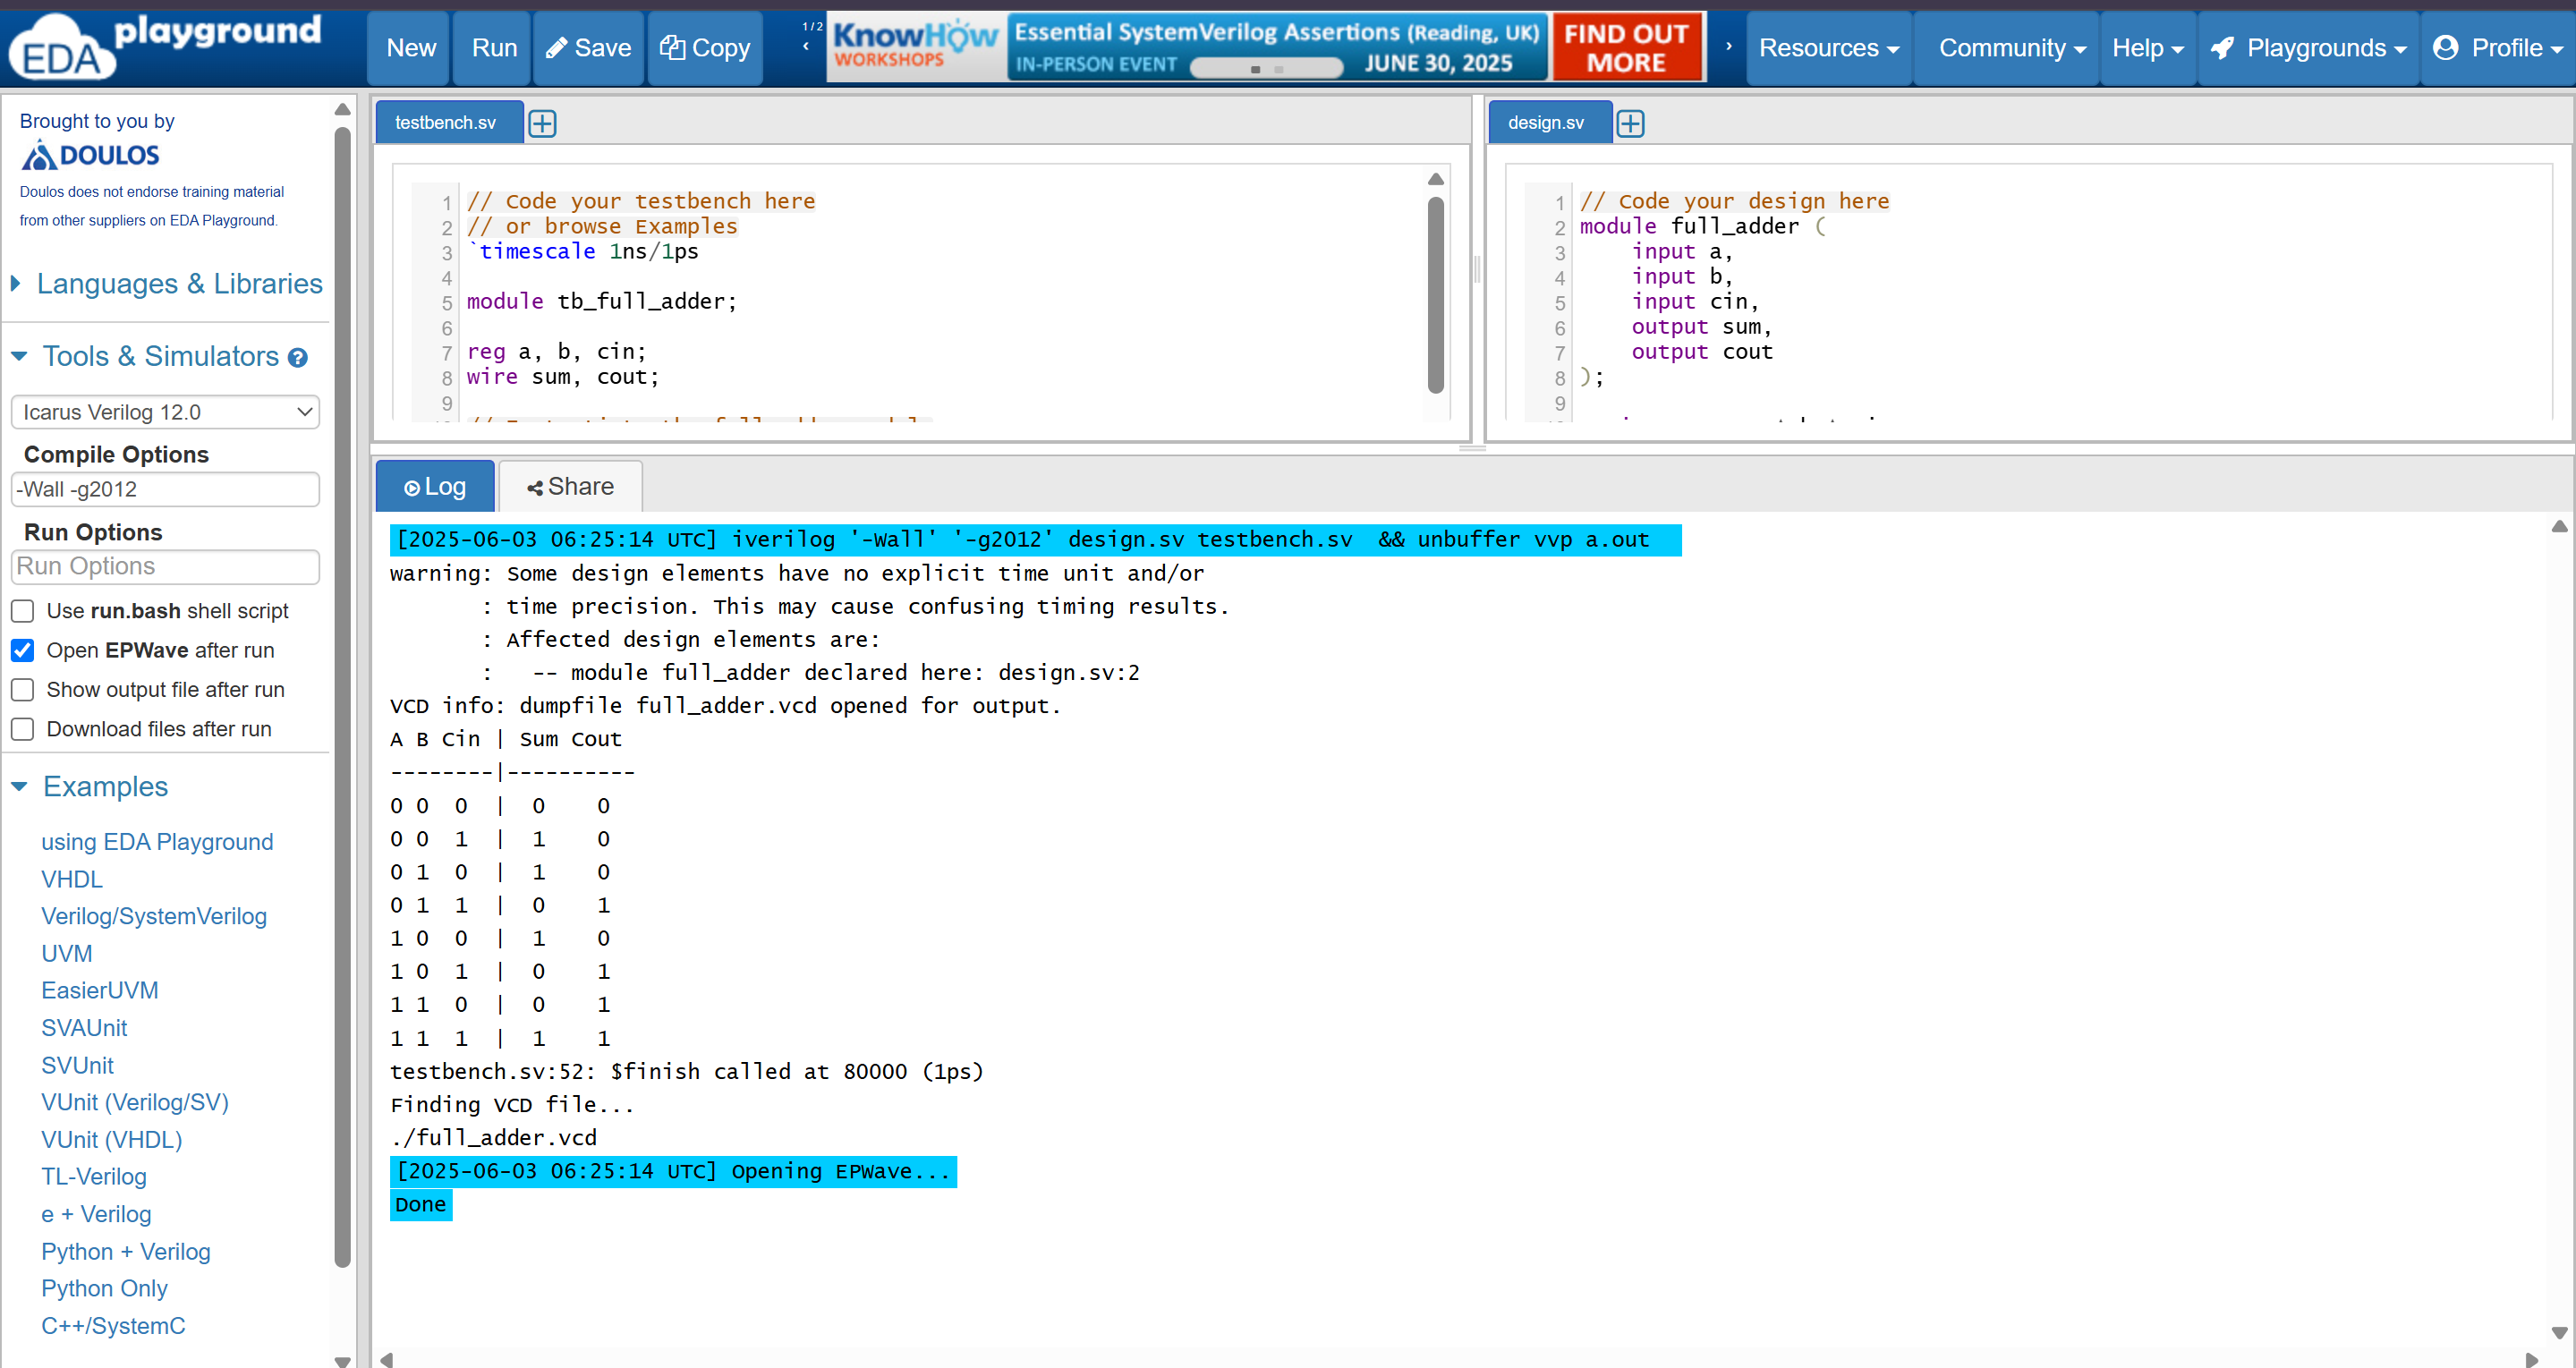 EDA playground
New
Run
Save
Copy
1/2
‹
KnowHow
WORKSHOPS
Essential SystemVerilog Assertions (Reading, UK)
IN-PERSON EVENT
JUNE 30, 2025
FIND OUT
MORE
›
Resources
Community
Help
Playgrounds
Profile
Brought to you by
DOULOS
Doulos does not endorse training material
from other suppliers on EDA Playground.
Languages & Libraries
Tools & Simulators
Icarus Verilog 12.0
Compile Options
-Wall -g2012
Run Options
Run Options
Use run.bash shell script
Open EPWave after run
Show output file after run
Download files after run
Examples
using EDA Playground
VHDL
Verilog/SystemVerilog
UVM
EasierUVM
SVAUnit
SVUnit
VUnit (Verilog/SV)
VUnit (VHDL)
TL-Verilog
e + Verilog
Python + Verilog
Python Only
C++/SystemC
testbench.sv
1 // Code your testbench here
2 // or browse Examples
3 `timescale 1ns/1ps
4
5 module tb_full_adder;
6
7 reg a, b, cin;
8 wire sum, cout;
9
design.sv
1 // Code your design here
2 module full_adder (
3 input a,
4 input b,
5 input cin,
6 output sum,
7 output cout
8 );
9
Log
Share
[2025-06-03 06:25:14 UTC] iverilog '-Wall' '-g2012' design.sv testbench.sv && unbuffer vvp a.out
warning: Some design elements have no explicit time unit and/or
: time precision. This may cause confusing timing results.
: Affected design elements are:
: -- module full_adder declared here: design.sv:2
VCD info: dumpfile full_adder.vcd opened for output.
A B Cin | Sum Cout
--------|----------
0 0 0 | 0 0
0 0 1 | 1 0
0 1 0 | 1 0
0 1 1 | 0 1
1 0 0 | 1 0
1 0 1 | 0 1
1 1 0 | 0 1
1 1 1 | 1 1
testbench.sv:52: $finish called at 80000 (1ps)
Finding VCD file...
./full_adder.vcd
[2025-06-03 06:25:14 UTC] Opening EPWave...
Done